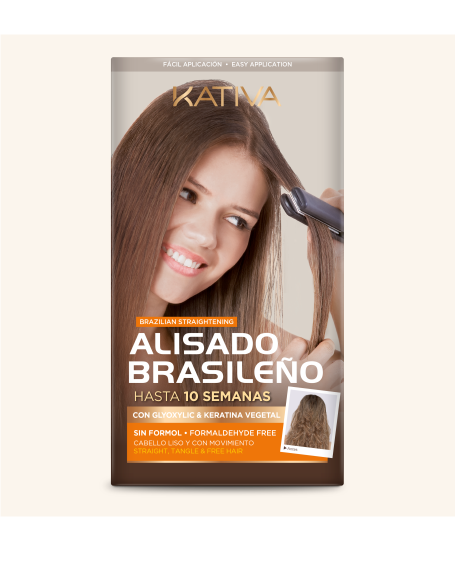 FÁCIL APLICACIÓN • EASY APPLICATION
KATIVA
BRAZILIAN STRAIGHTENING
ALISADO
BRASILEÑO
HASTA 10 SEMANAS
CON GLYOXYLIC & KERATINA VEGETAL
SIN FORMOL • FORMALDEHYDE FREE
CABELLO LISO Y CON MOVIMIENTO
STRAIGHT, TANGLE & FREE HAIR